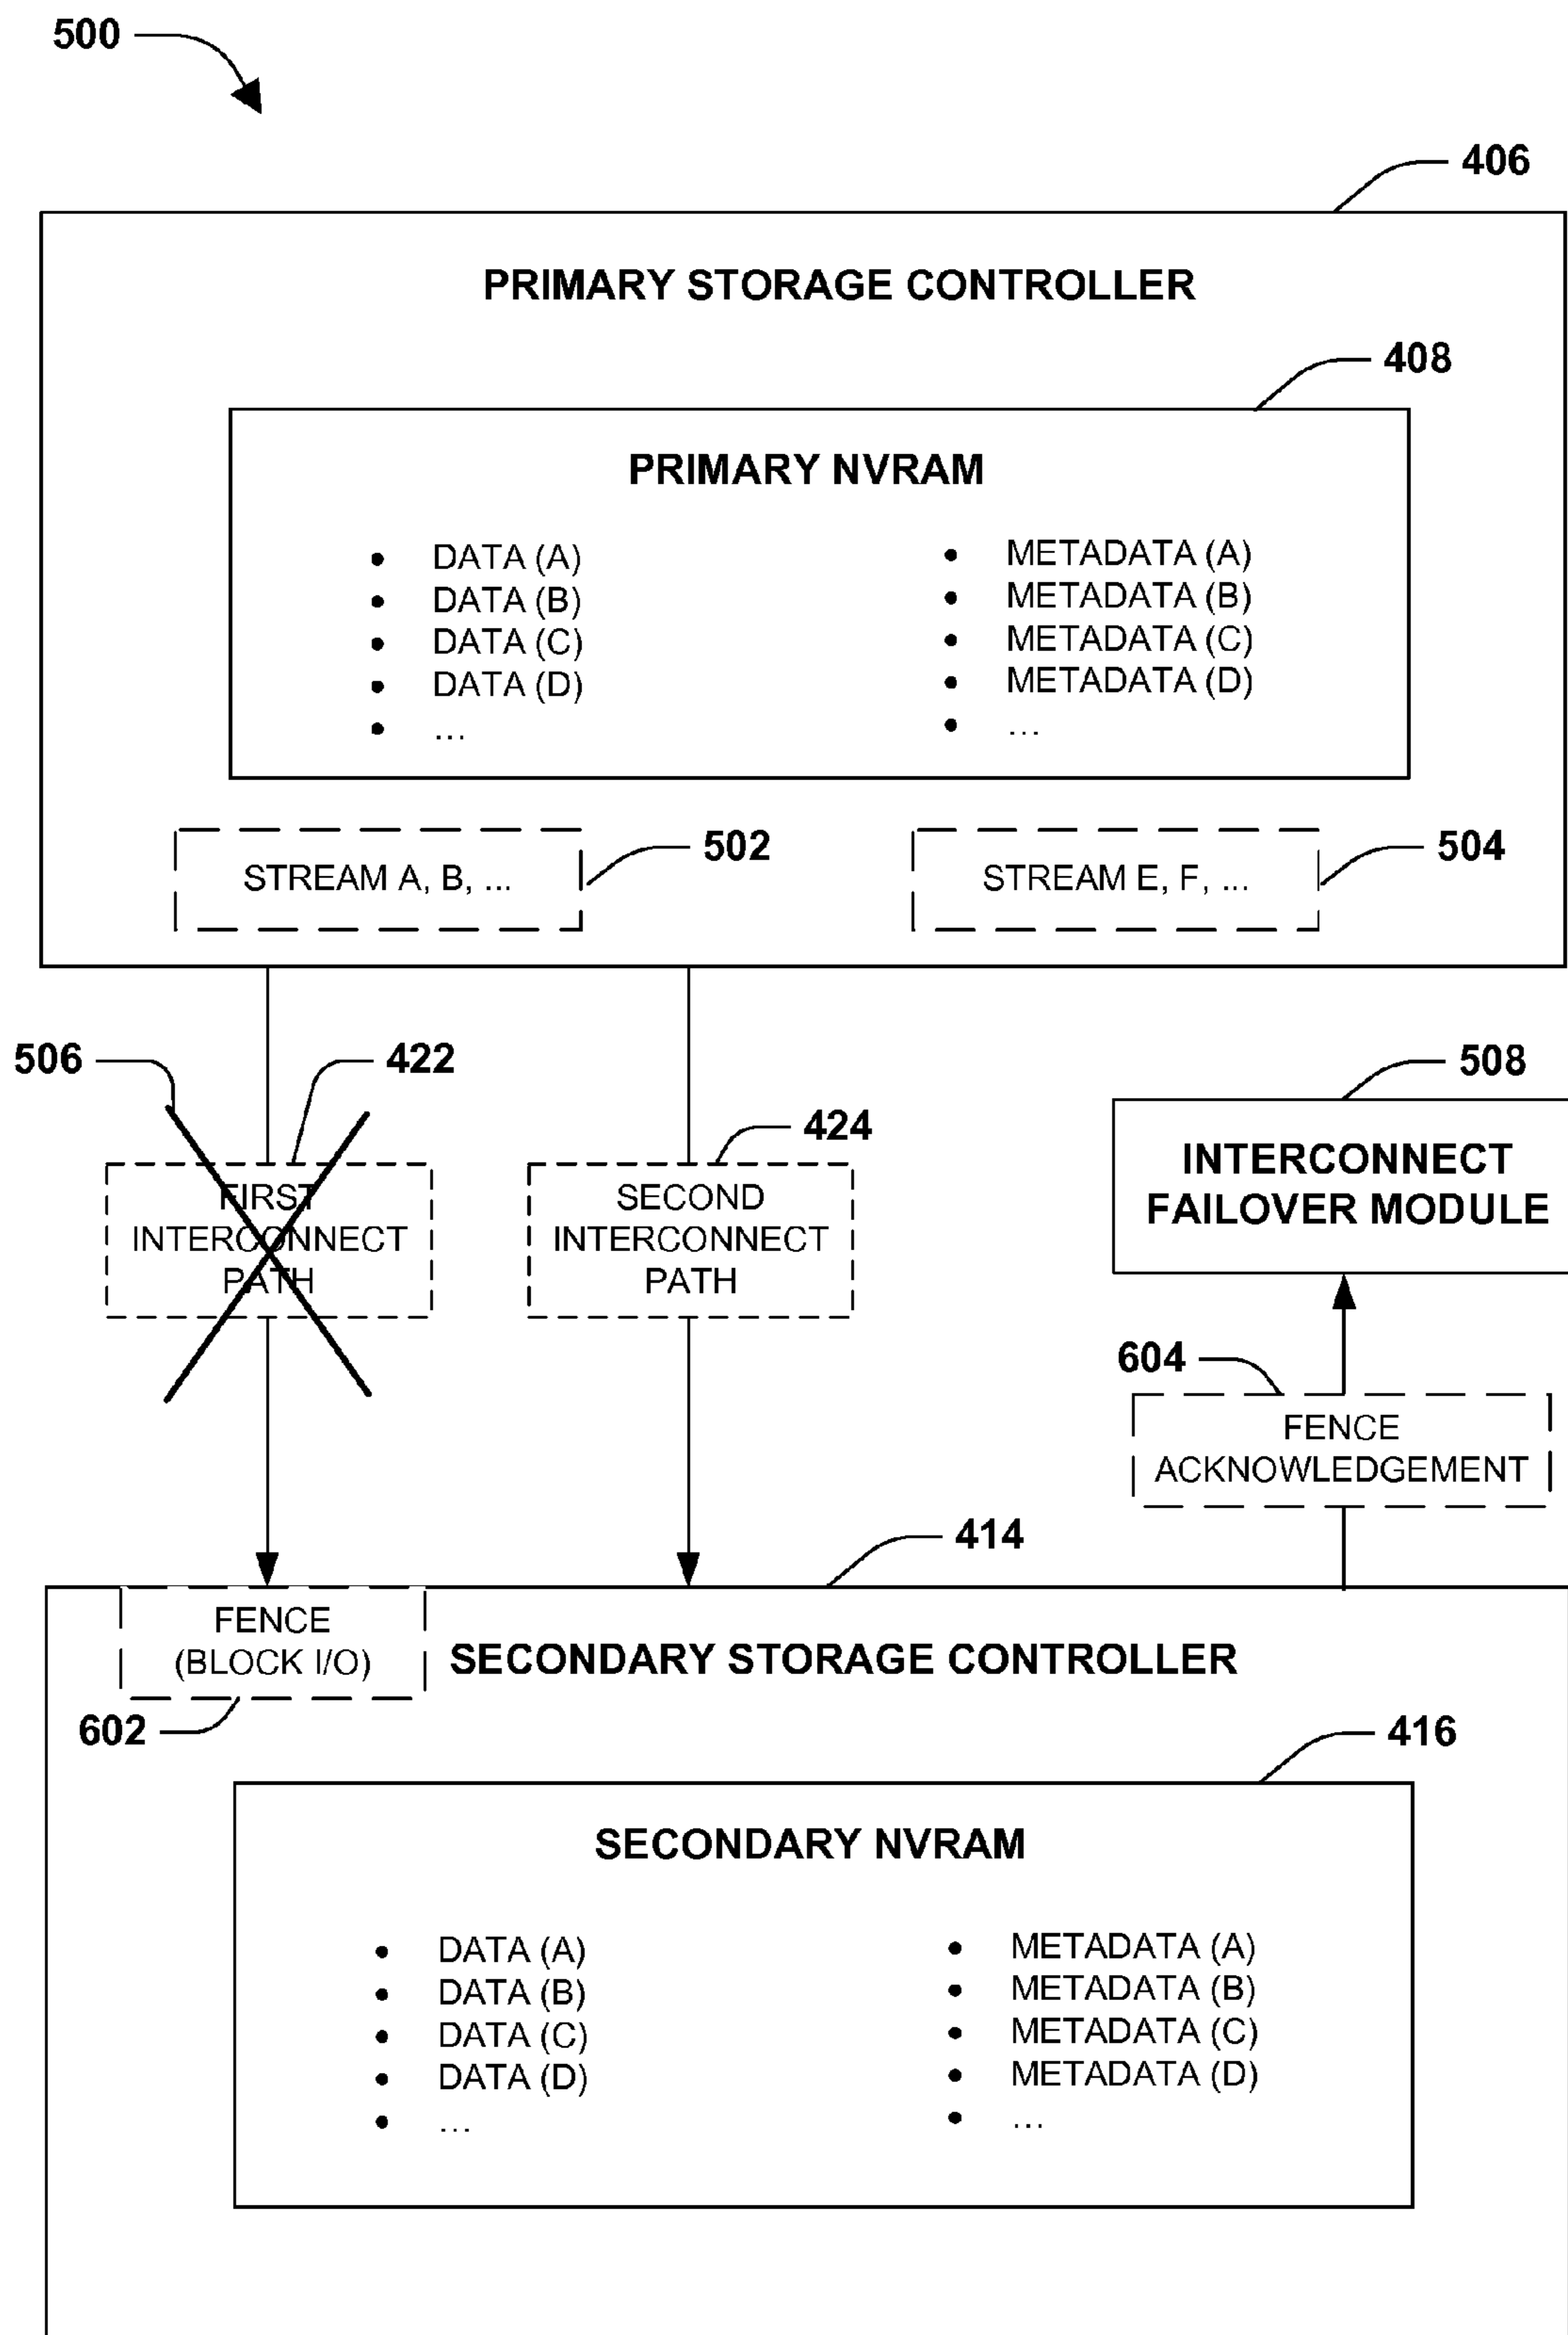 500
406
PRIMARY STORAGE CONTROLLER
408
PRIMARY NVRAM
• DATA (A)
• DATA (B)
• DATA (C)
• DATA (D)
• ...
• METADATA (A)
• METADATA (B)
• METADATA (C)
• METADATA (D)
• ...
502
STREAM A, B, ...
504
STREAM E, F, ...
506
422
FIRST
INTERCONNECT
PATH
424
SECOND
INTERCONNECT
PATH
508
INTERCONNECT
FAILOVER MODULE
604
FENCE
ACKNOWLEDGEMENT
414
FENCE
(BLOCK I/O)
602
SECONDARY STORAGE CONTROLLER
416
SECONDARY NVRAM
• DATA (A)
• DATA (B)
• DATA (C)
• DATA (D)
• ...
• METADATA (A)
• METADATA (B)
• METADATA (C)
• METADATA (D)
• ...